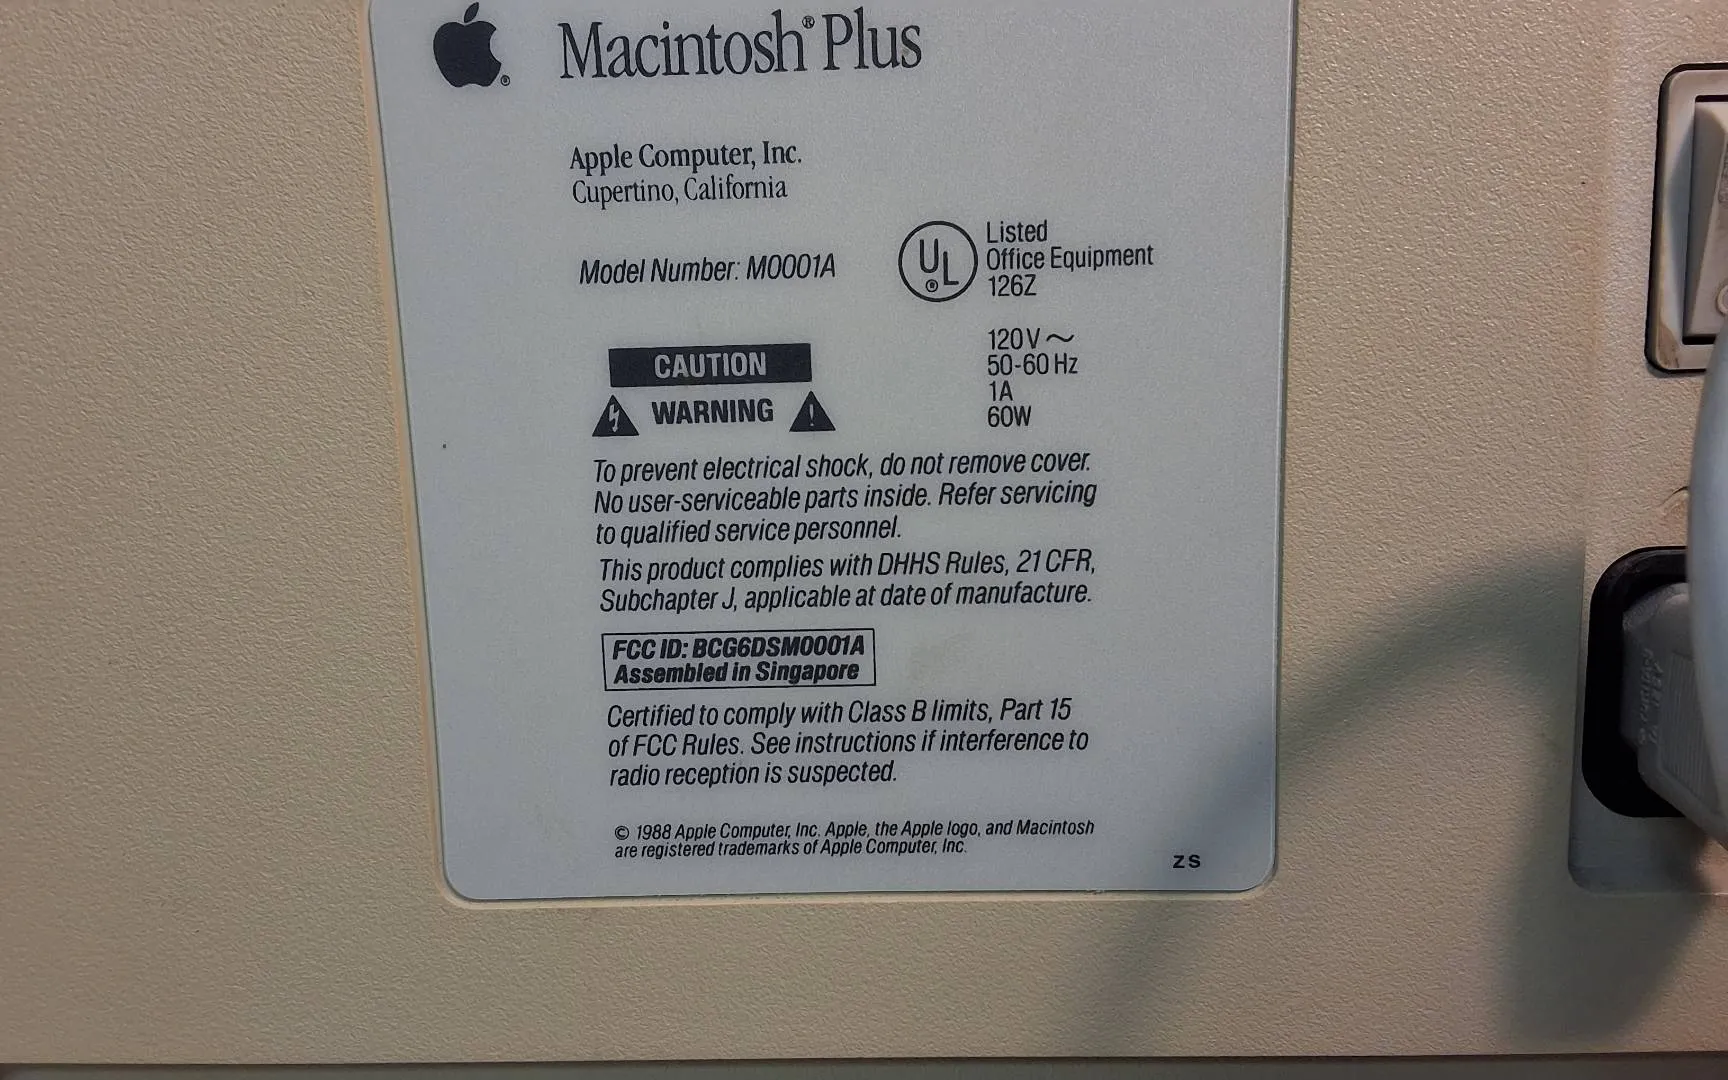 Macintosh® Plus
Apple Computer, Inc.
Cupertino, California
Model Number: M0001A
UL®
Listed
Office Equipment
126Z
120V ~
50-60 Hz
1A
60W
CAUTION
WARNING
To prevent electrical shock, do not remove cover.
No user-serviceable parts inside. Refer servicing
to qualified service personnel.
This product complies with DHHS Rules, 21 CFR,
Subchapter J, applicable at date of manufacture.
FCC ID: BCG6DSM0001A
Assembled in Singapore
Certified to comply with Class B limits, Part 15
of FCC Rules. See instructions if interference to
radio reception is suspected.
© 1988 Apple Computer, Inc. Apple, the Apple logo, and Macintosh
are registered trademarks of Apple Computer, Inc.
ZS